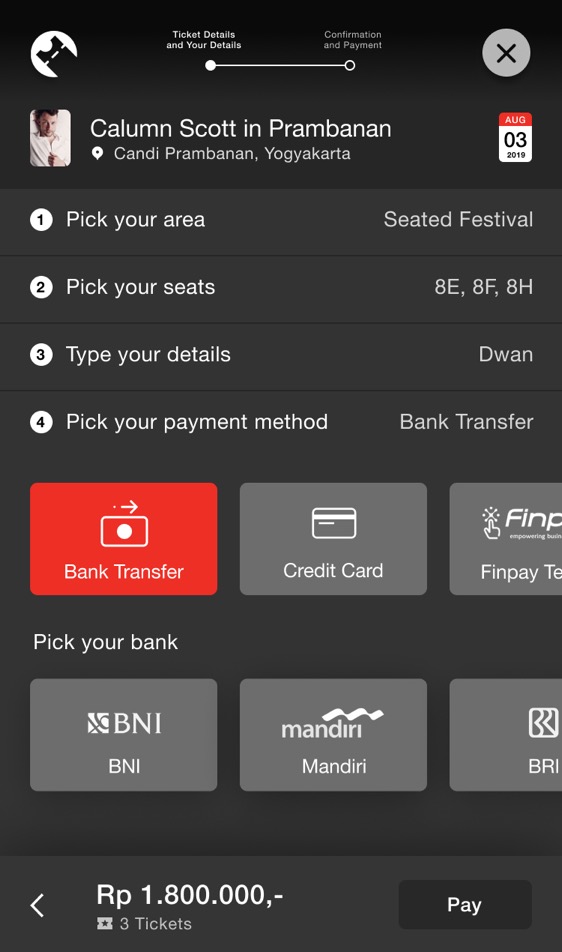 Ticket Details
and Your Details
Confirmation
and Payment
Calumn Scott in Prambanan
Candi Prambanan, Yogyakarta
AUG
03
2019
1 Pick your area Seated Festival
2 Pick your seats 8E, 8F, 8H
3 Type your details Dwan
4 Pick your payment method Bank Transfer
Finp
empowering busin
Bank Transfer Credit Card Finpay Te
Pick your bank
BNI mandiri
BNI Mandiri BRI
Rp 1.800.000,-
3 Tickets
Pay